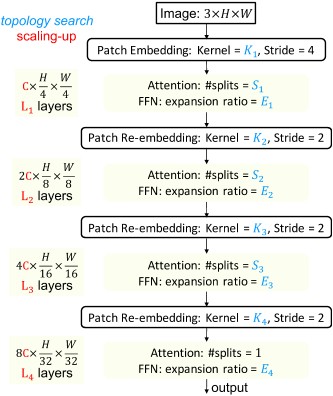 topology search
scaling-up
Image: 3×H×W
Patch Embedding: Kernel = K₁, Stride = 4
C×H/4×W/4
L₁ layers
Attention: #splits = S₁
FFN: expansion ratio = E₁
Patch Re-embedding: Kernel = K₂, Stride = 2
2C×H/8×W/8
L₂ layers
Attention: #splits = S₂
FFN: expansion ratio = E₂
Patch Re-embedding: Kernel = K₃, Stride = 2
4C×H/16×W/16
L₃ layers
Attention: #splits = S₃
FFN: expansion ratio = E₃
Patch Re-embedding: Kernel = K₄, Stride = 2
8C×H/32×W/32
L₄ layers
Attention: #splits = 1
FFN: expansion ratio = E₄
output